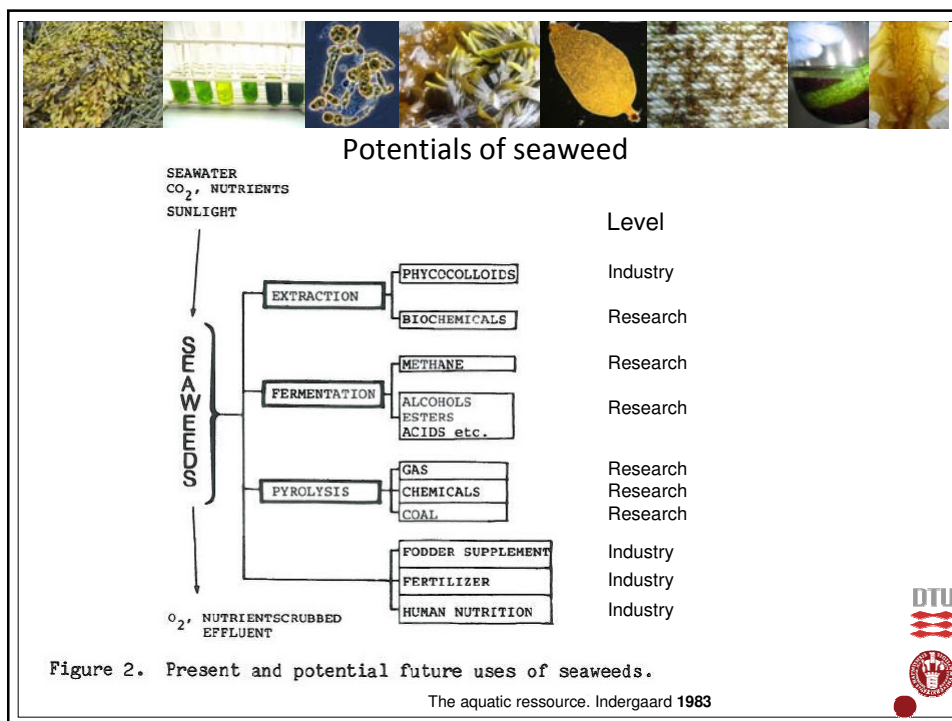 Potentials of seaweed
SEAWATER
CO2, NUTRIENTS
SUNLIGHT
Level
SEAWEEDS
EXTRACTION
PHYCOCOLLOIDS
Industry
BIOCHEMICALS
Research
FERMENTATION
METHANE
Research
ALCOHOLS
ESTERS
ACIDS etc.
Research
PYROLYSIS
GAS
Research
CHEMICALS
Research
COAL
Research
FODDER SUPPLEMENT
Industry
FERTILIZER
Industry
HUMAN NUTRITION
Industry
O2, NUTRIENTSCRUBBED
EFFLUENT
DTU
Figure 2. Present and potential future uses of seaweeds.
The aquatic ressource. Indergaard 1983